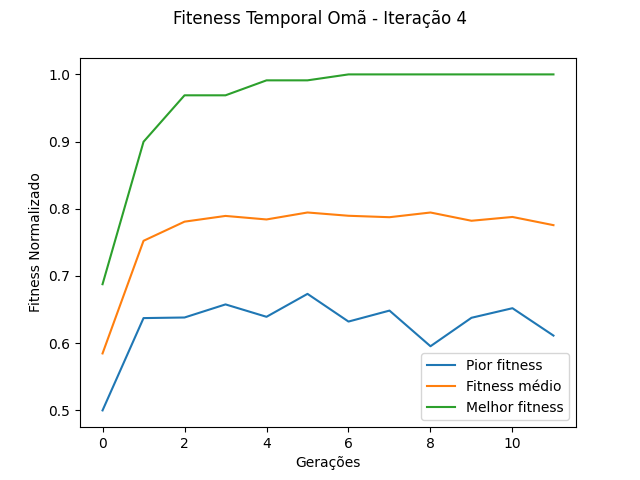 Fiteness Temporal Omã - Iteração 4
Fitness Normalizado
1.0
0.9
0.8
0.7
0.6
0.5
Pior fitness
Fitness médio
Melhor fitness
0 2 4 6 8 10
Gerações